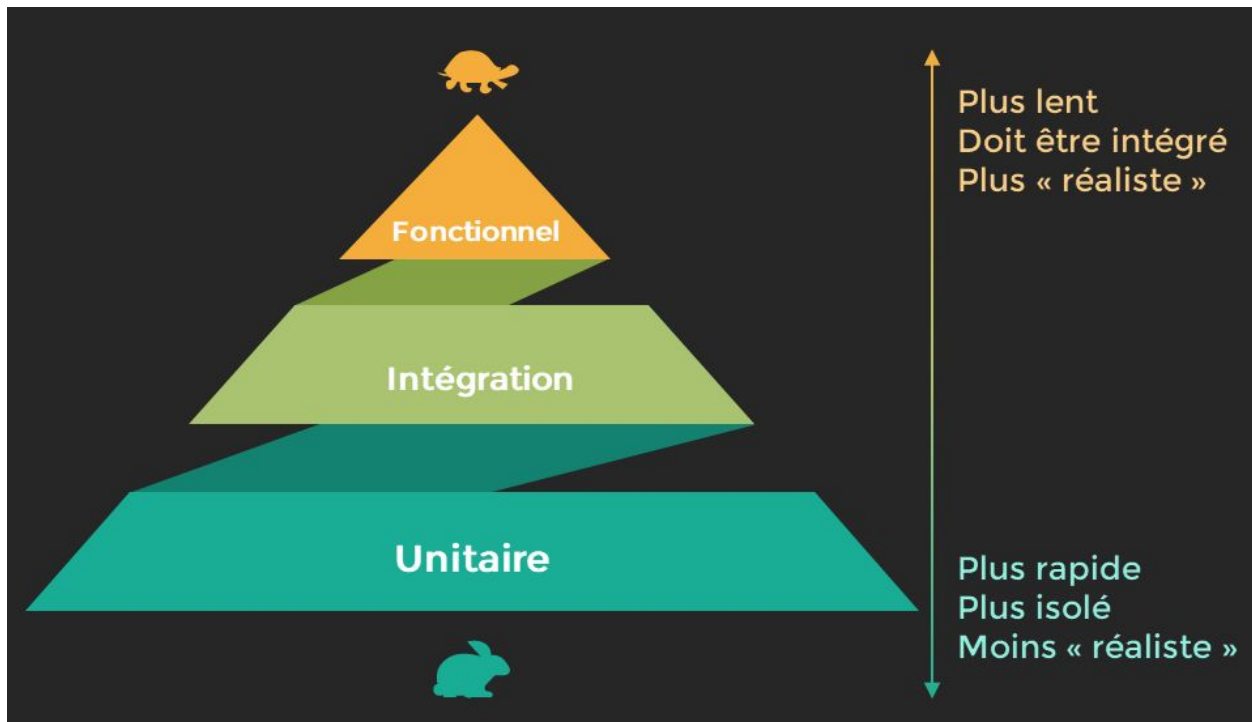 Plus lent
Doit être intégré
Plus « réaliste »
Fonctionnel
Intégration
Unitaire
Plus rapide
Plus isolé
Moins « réaliste »